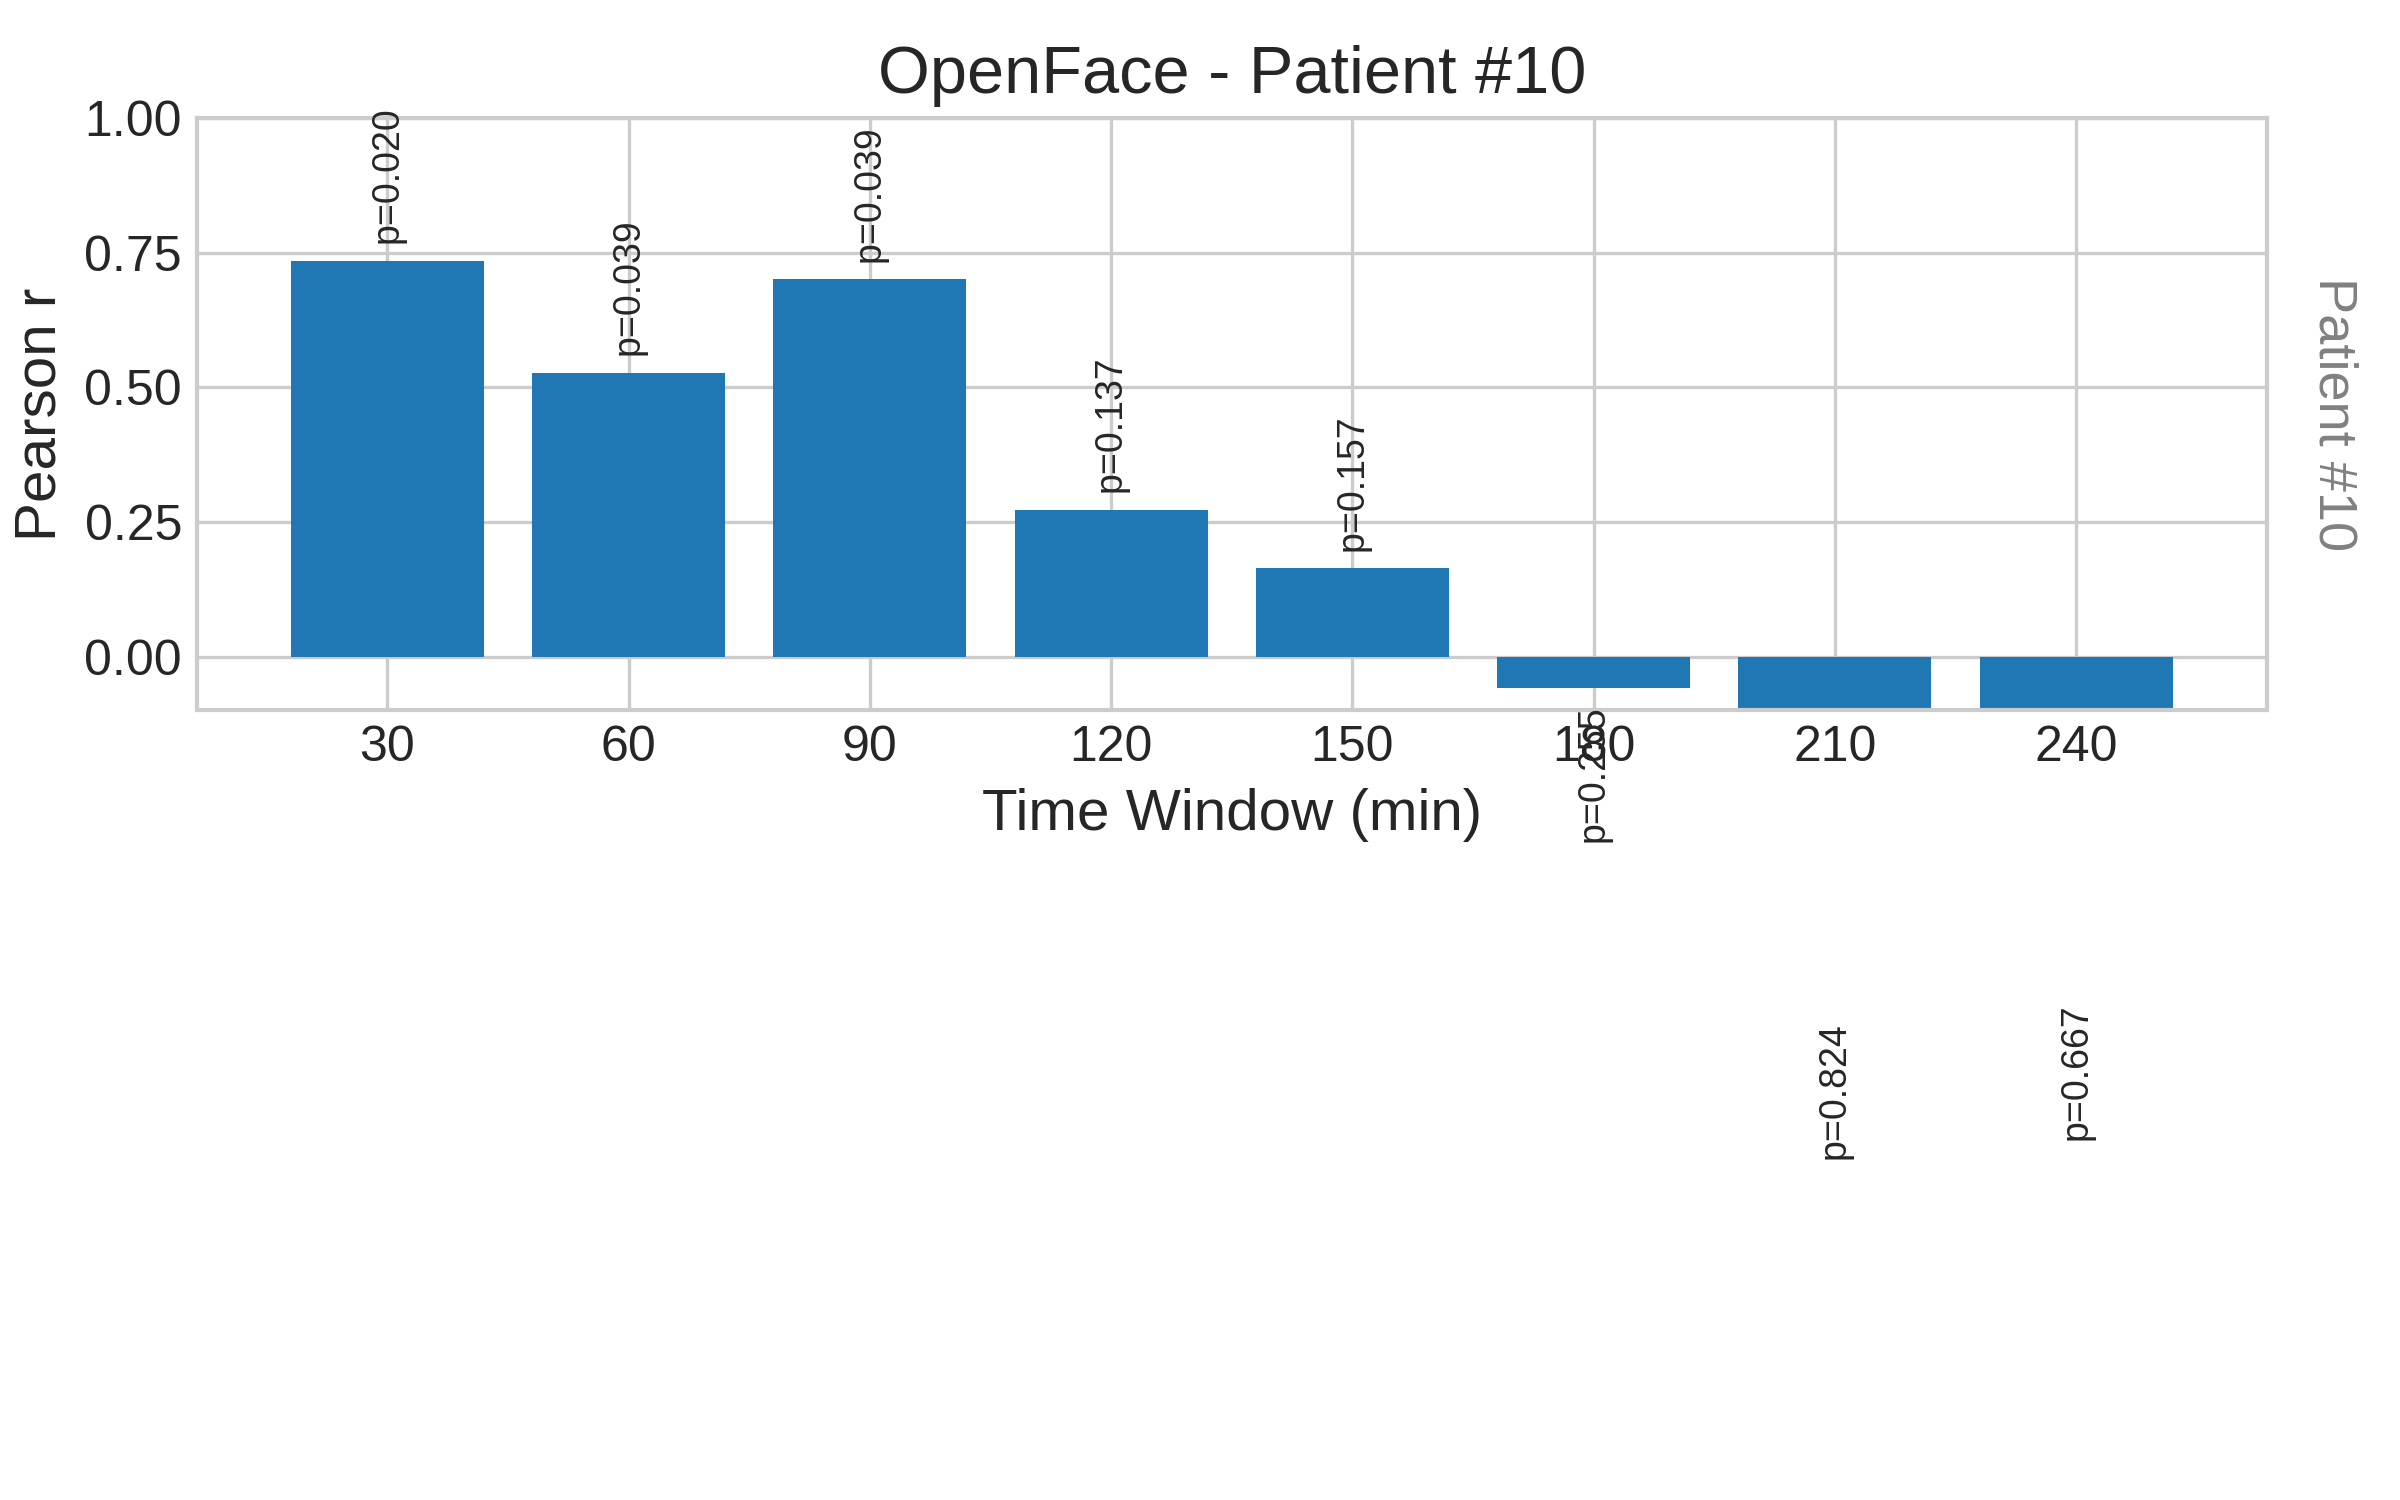 OpenFace - Patient #10
Pearson r
1.00
0.75
0.50
0.25
0.00
p=0.020
p=0.039
p=0.039
p=0.137
p=0.157
p=0.824
p=0.667
30
60
90
120
150
180
210
240
Time Window (min)
Patient #10